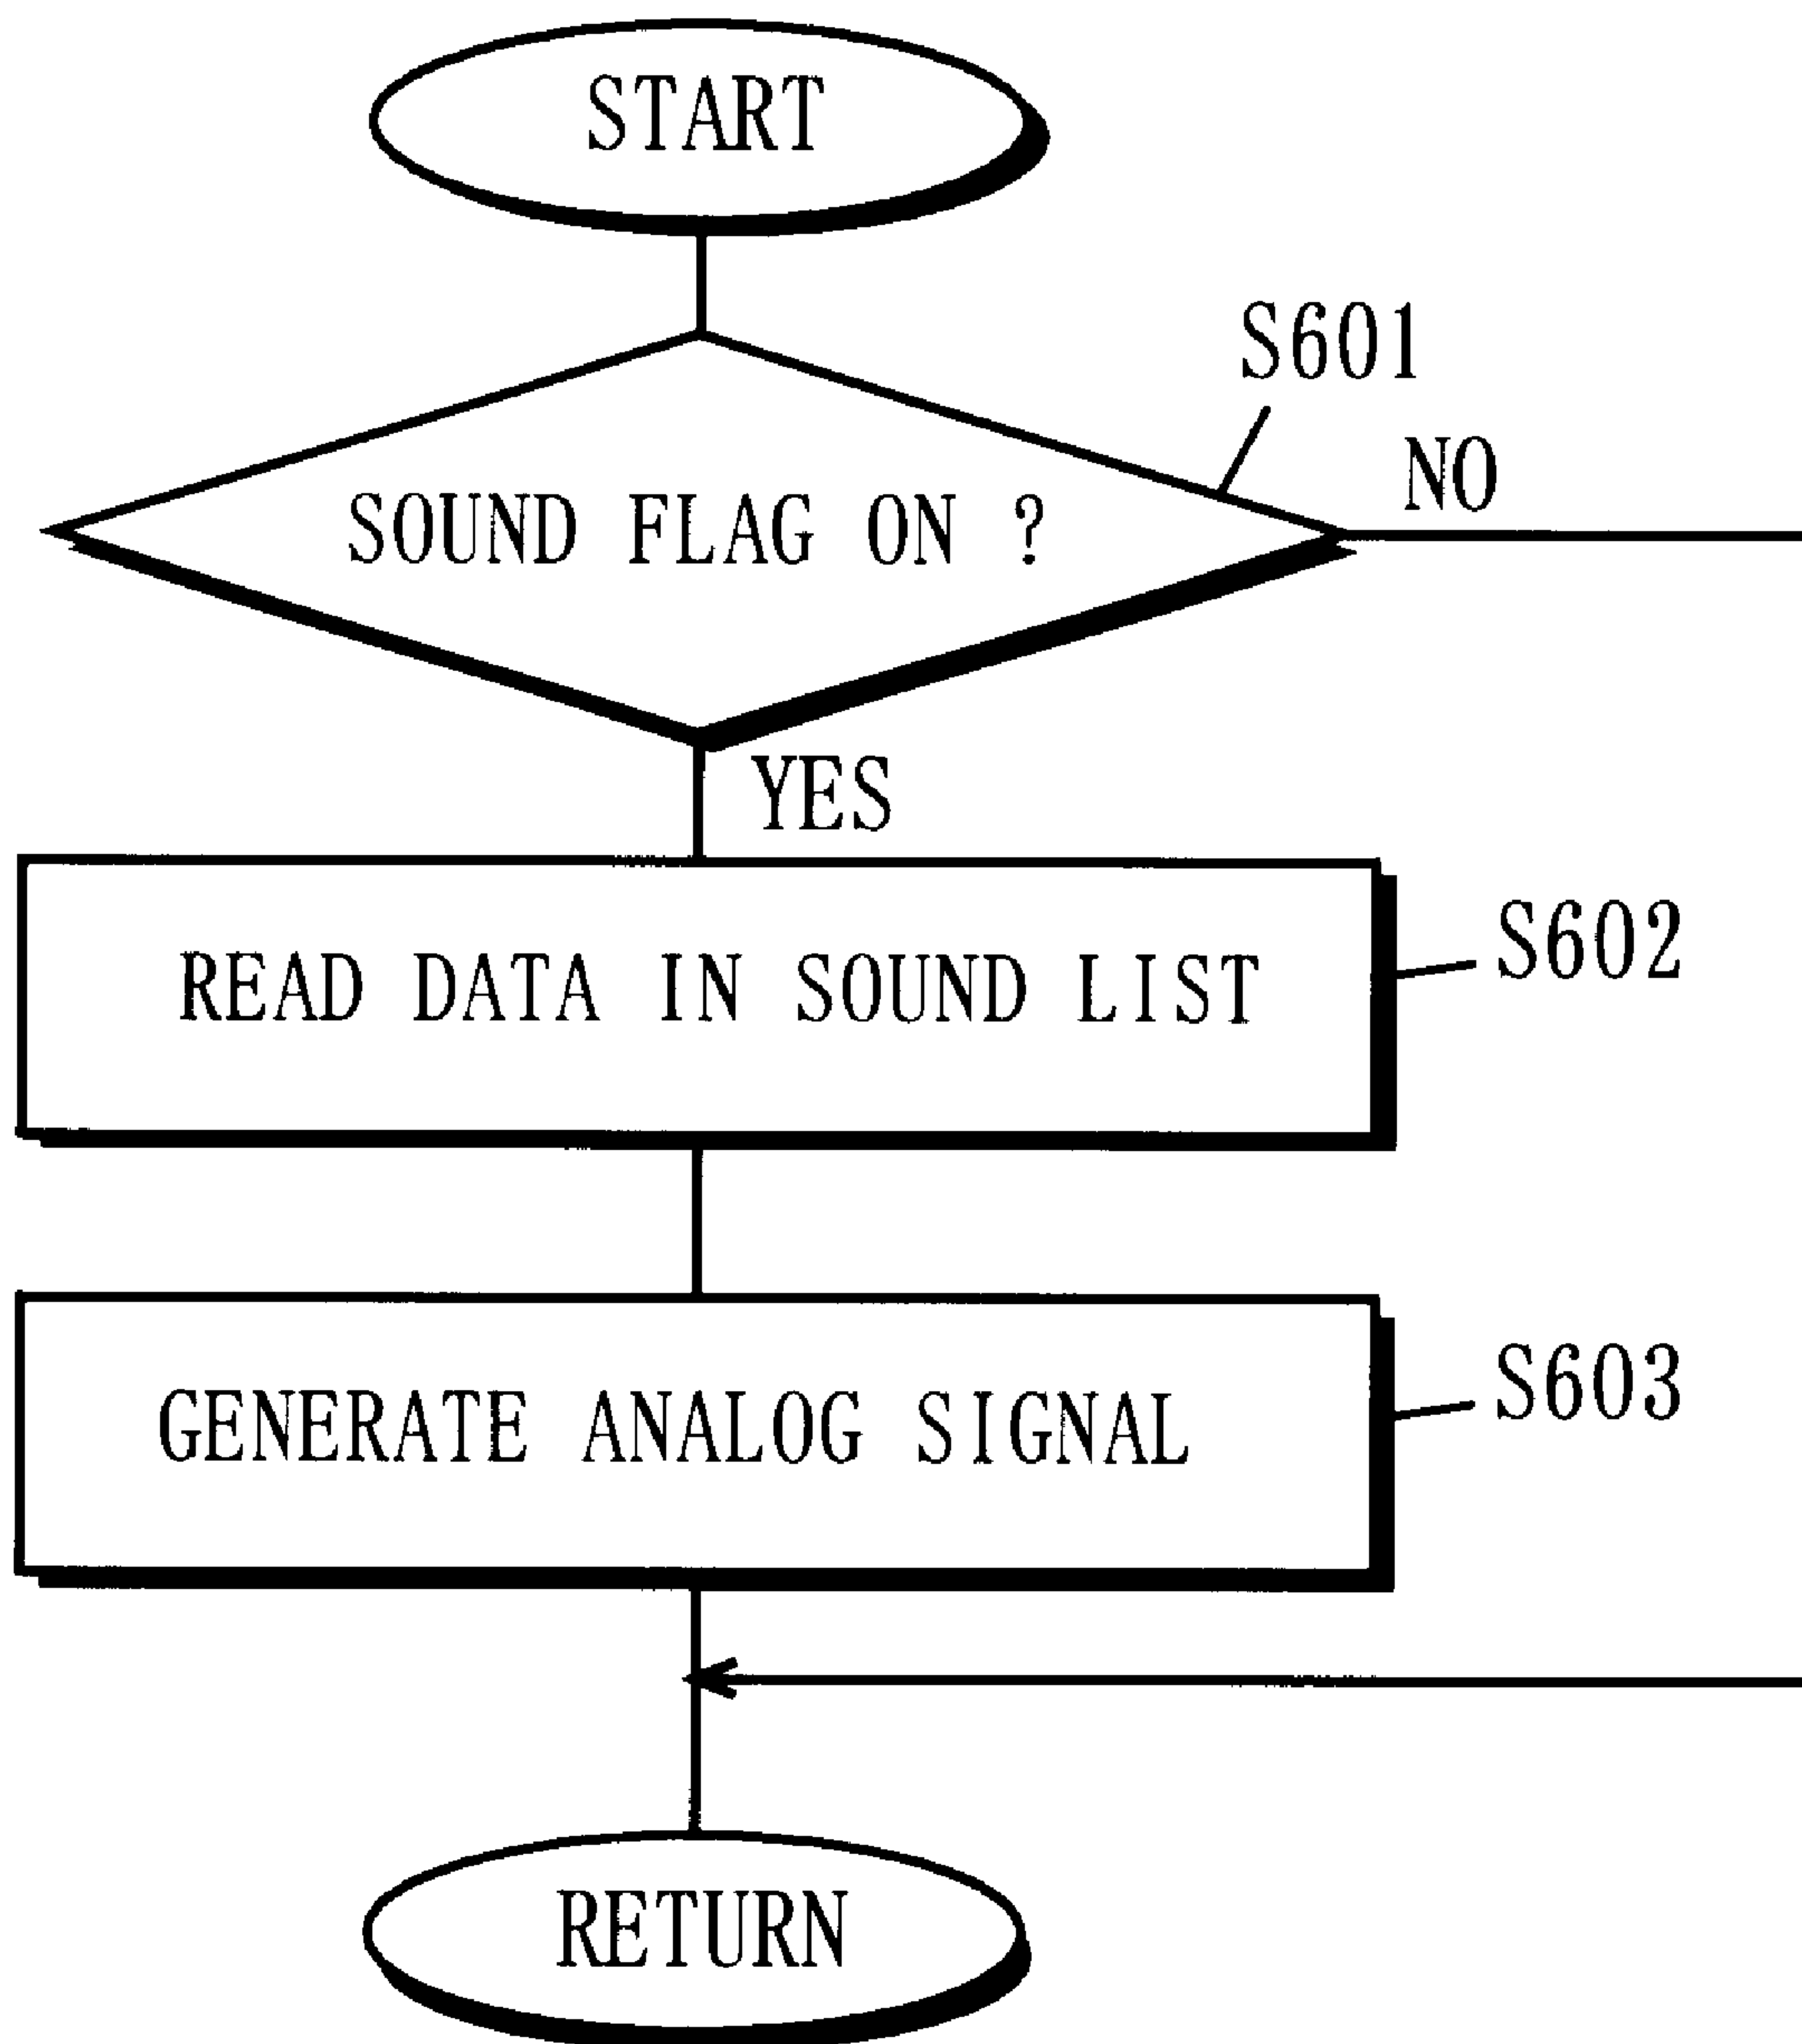 START
S601
NO
SOUND FLAG ON ?
YES
READ DATA IN SOUND LIST
S602
GENERATE ANALOG SIGNAL
S603
RETURN